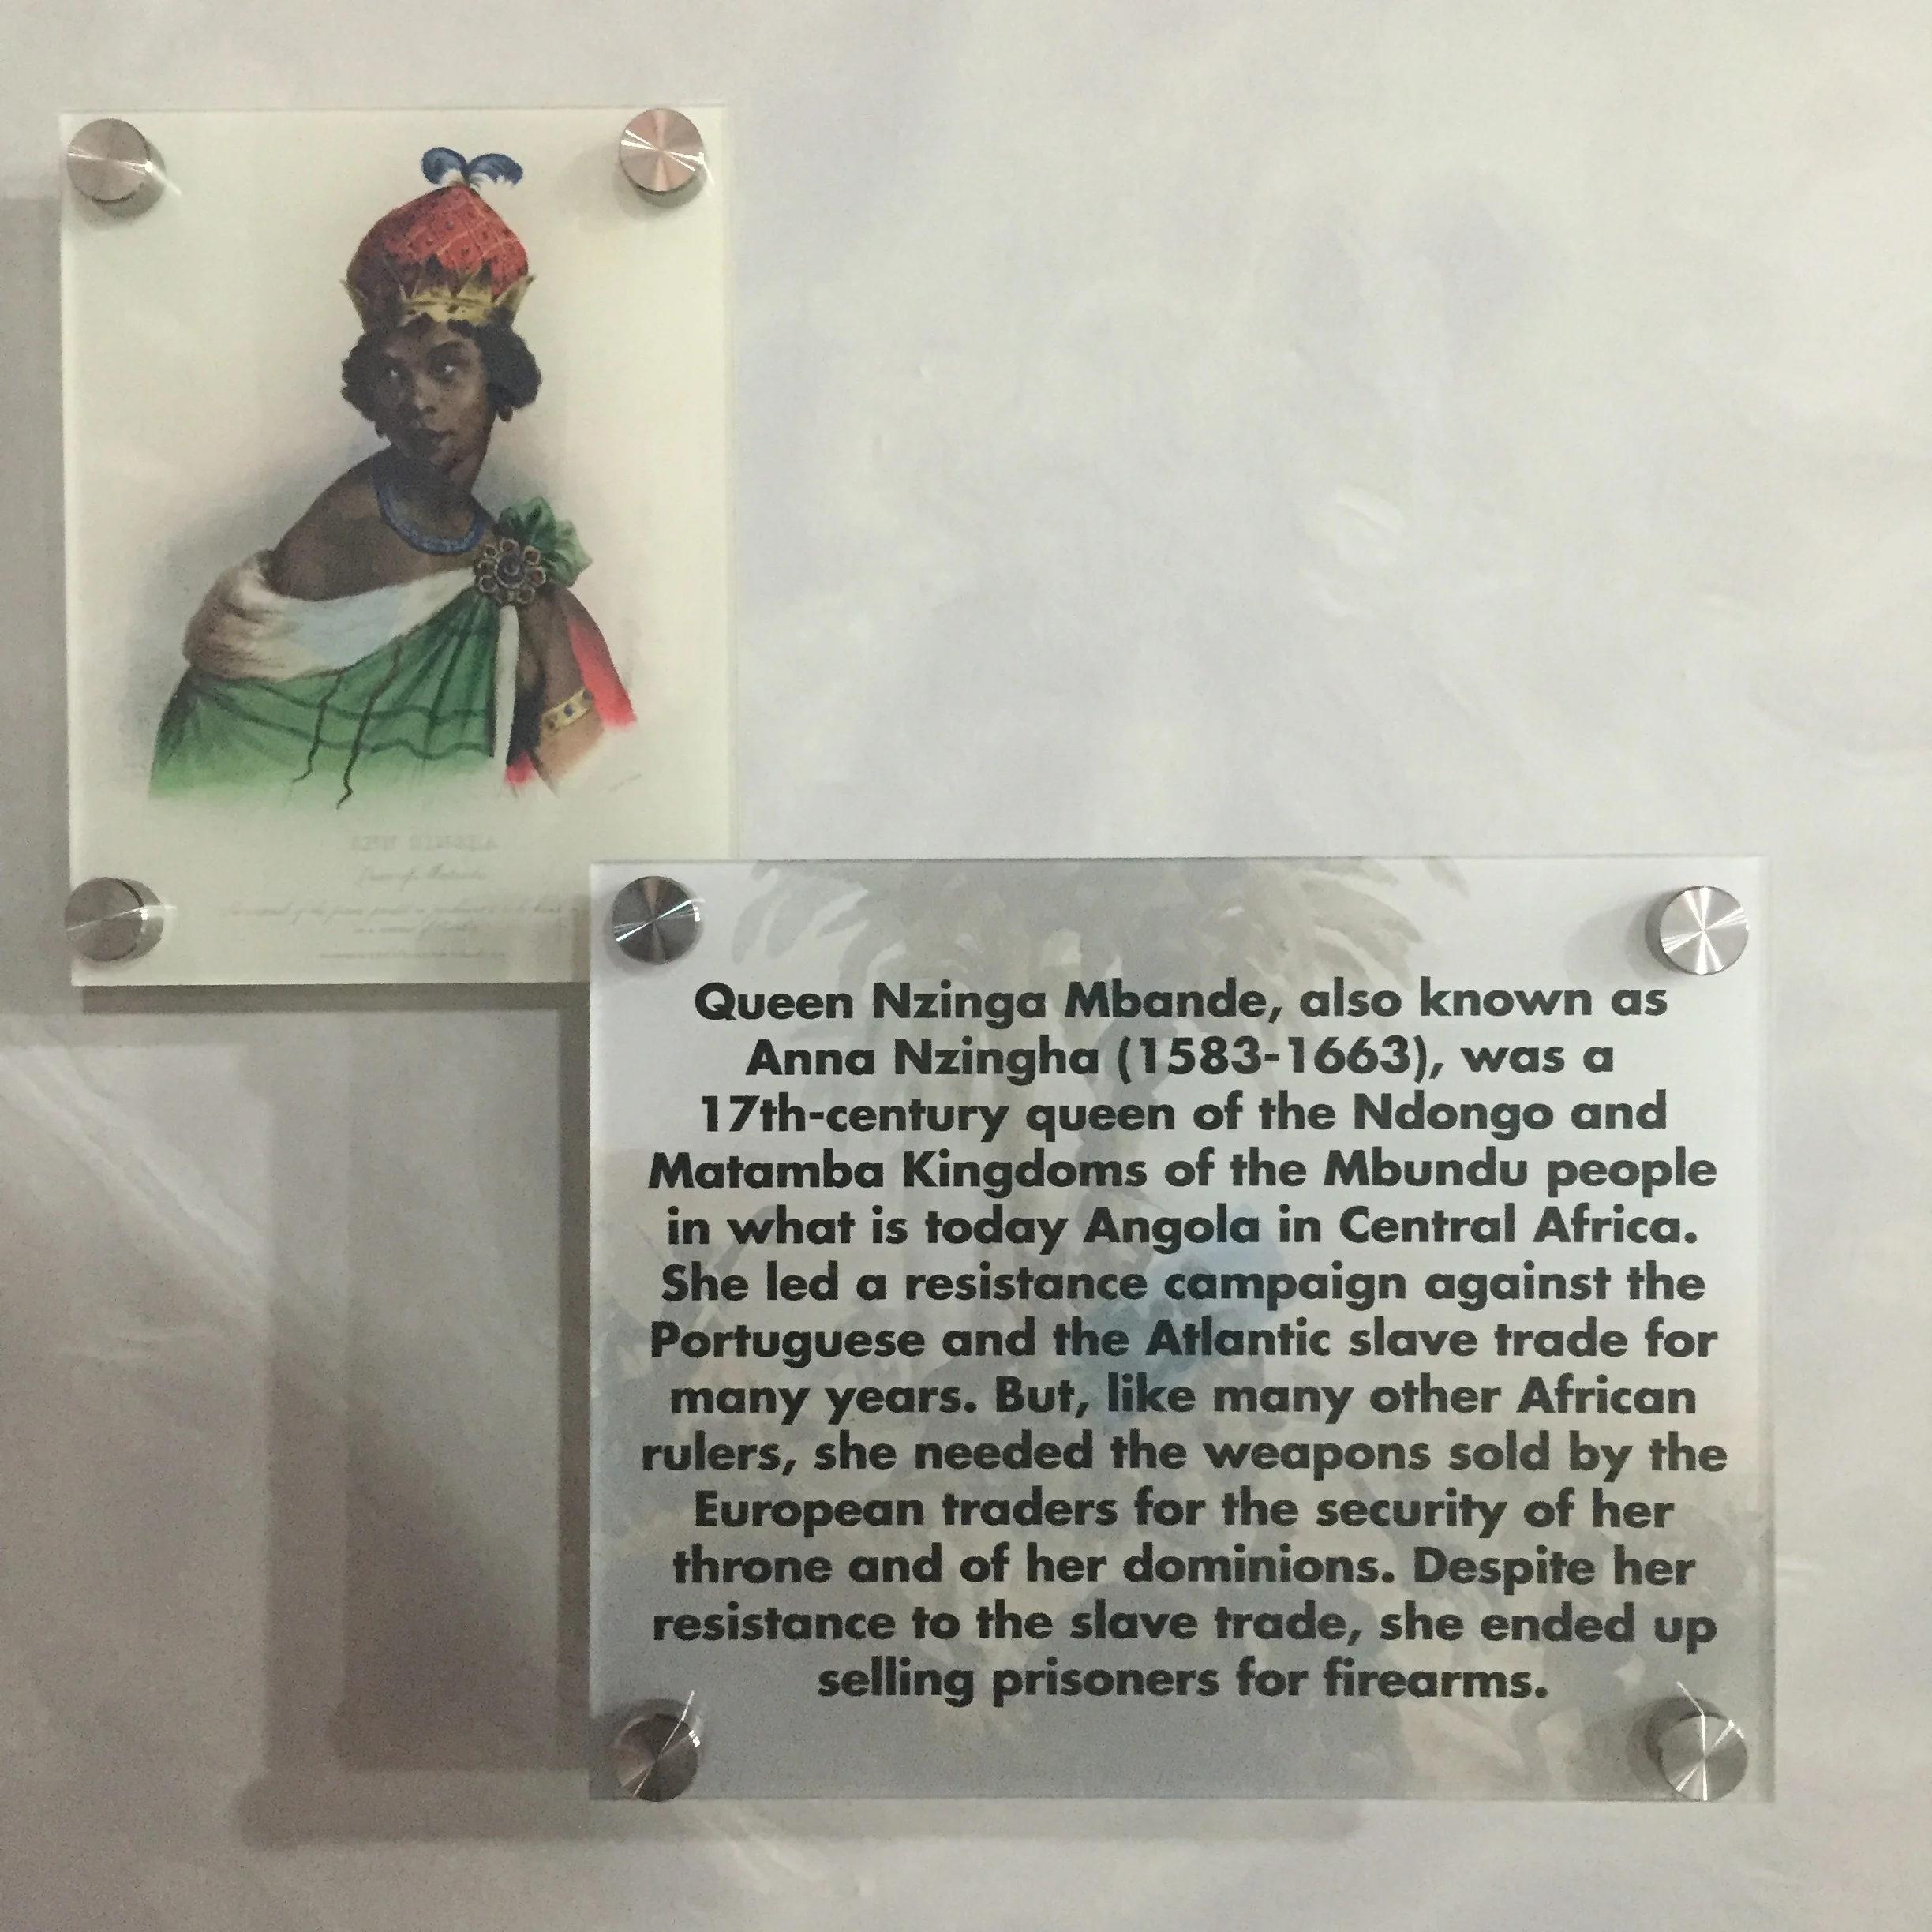 Queen Nzinga Mbande, also known as
Anna Nzingha (1583-1663), was a
17th-century queen of the Ndongo and
Matamba Kingdoms of the Mbundu people
in what is today Angola in Central Africa.
She led a resistance campaign against the
Portuguese and the Atlantic slave trade for
many years. But, like many other African
rulers, she needed the weapons sold by the
European traders for the security of her
throne and of her dominions. Despite her
resistance to the slave trade, she ended up
selling prisoners for firearms.